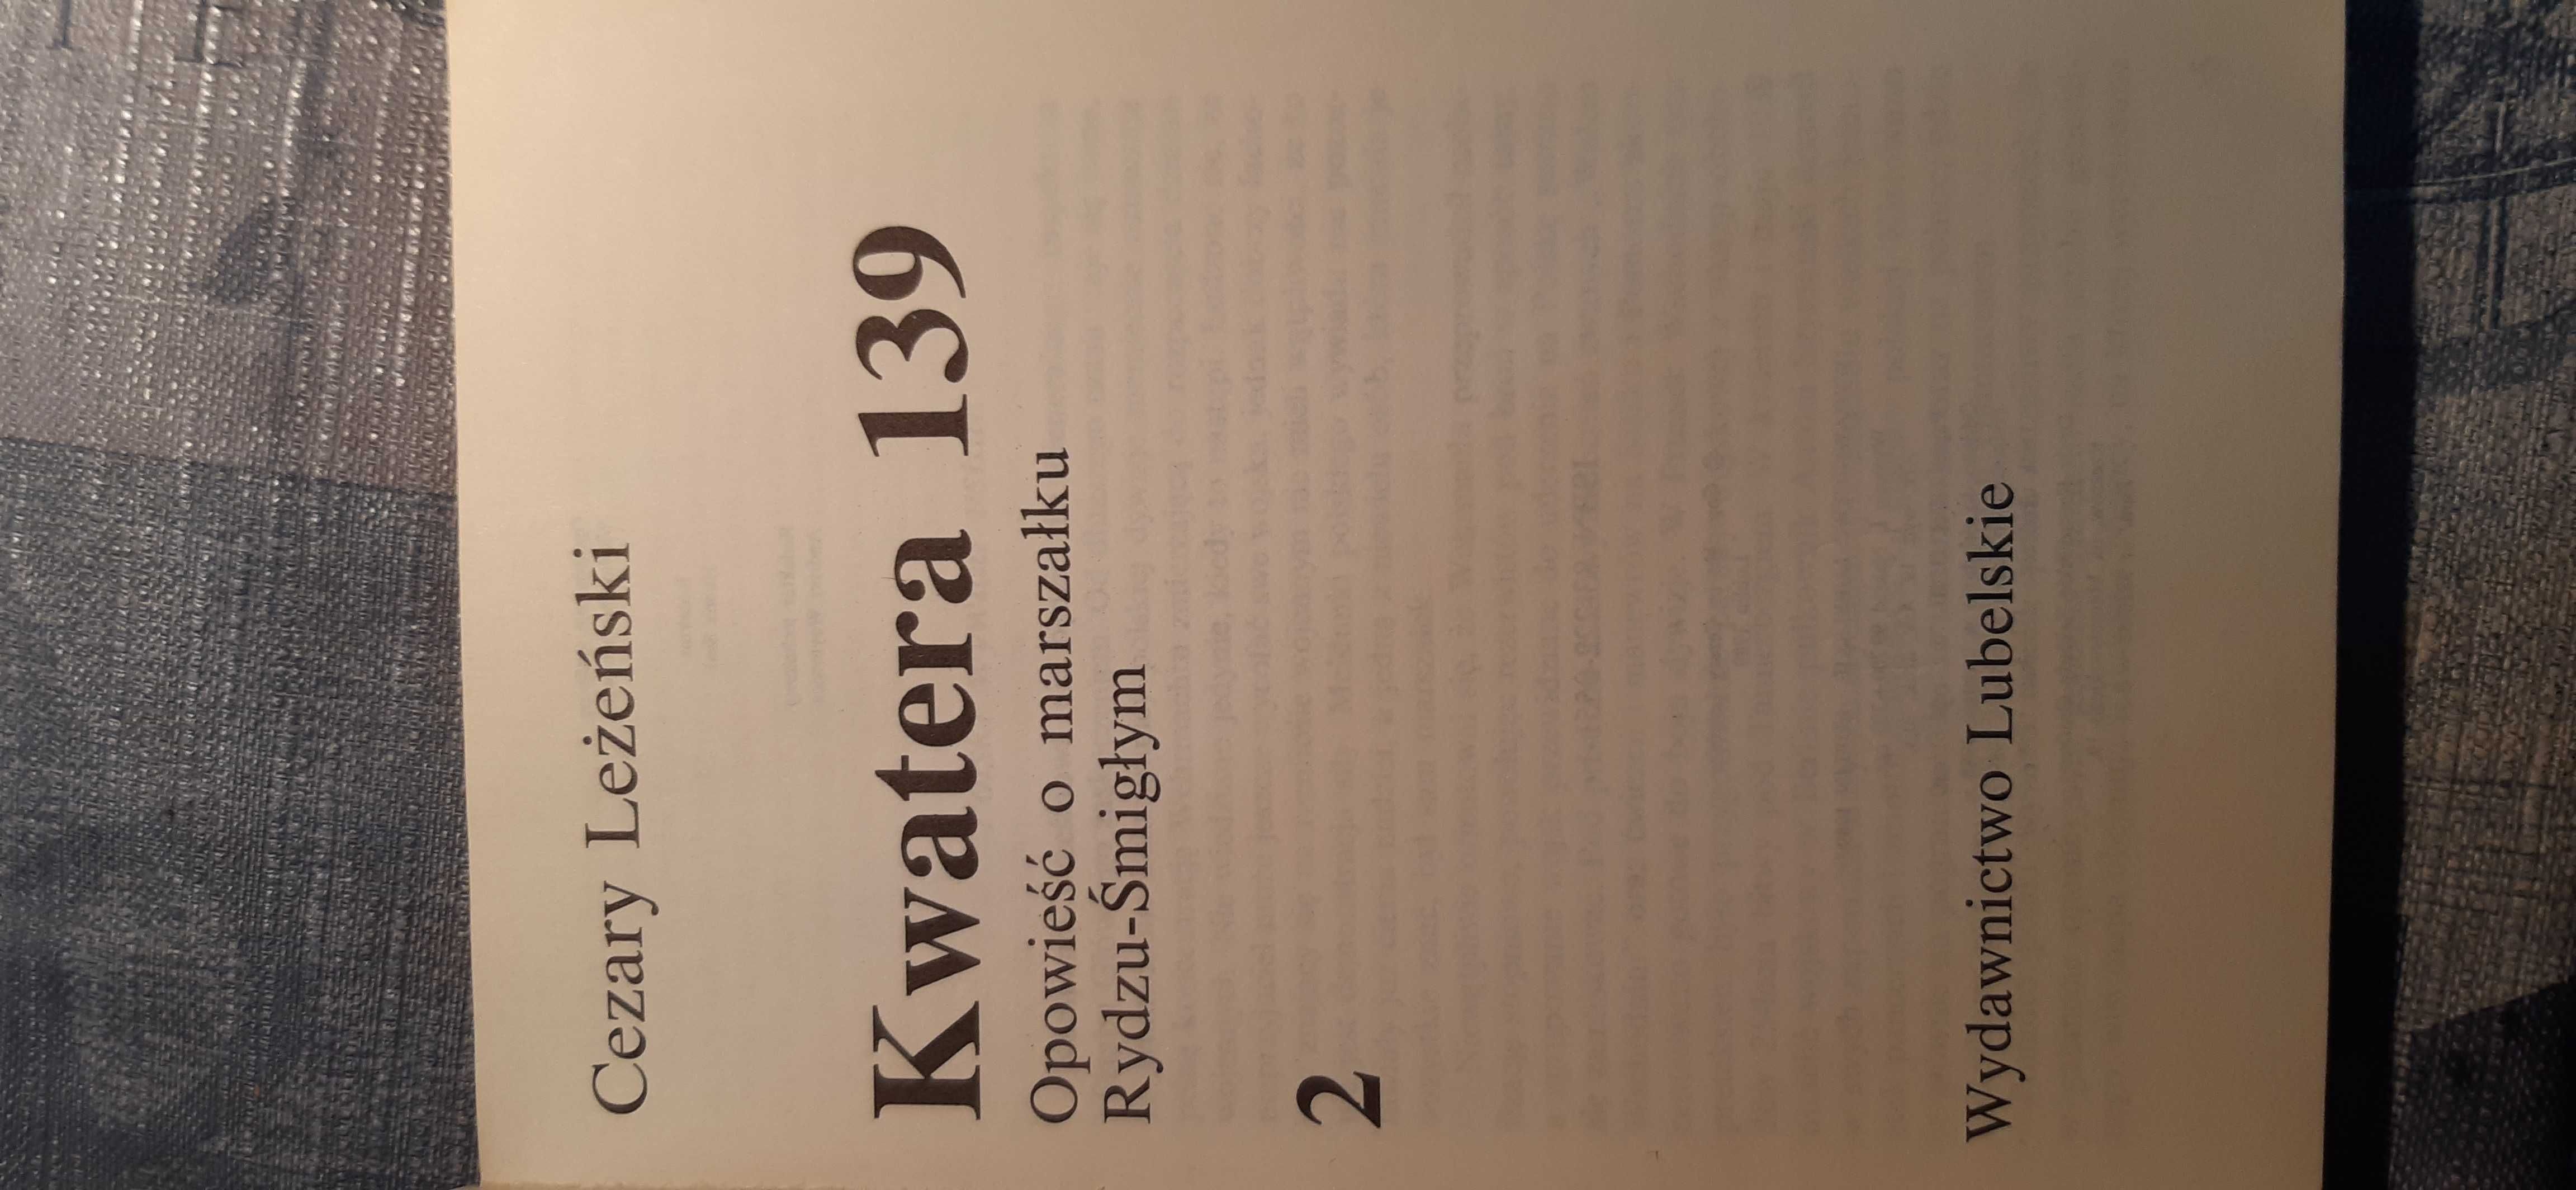 Cezary Leżeński
Kwatera 139
Opowieść o marszałku
Rydzu-Śmigłym
2
Wydawnictwo Lubelskie